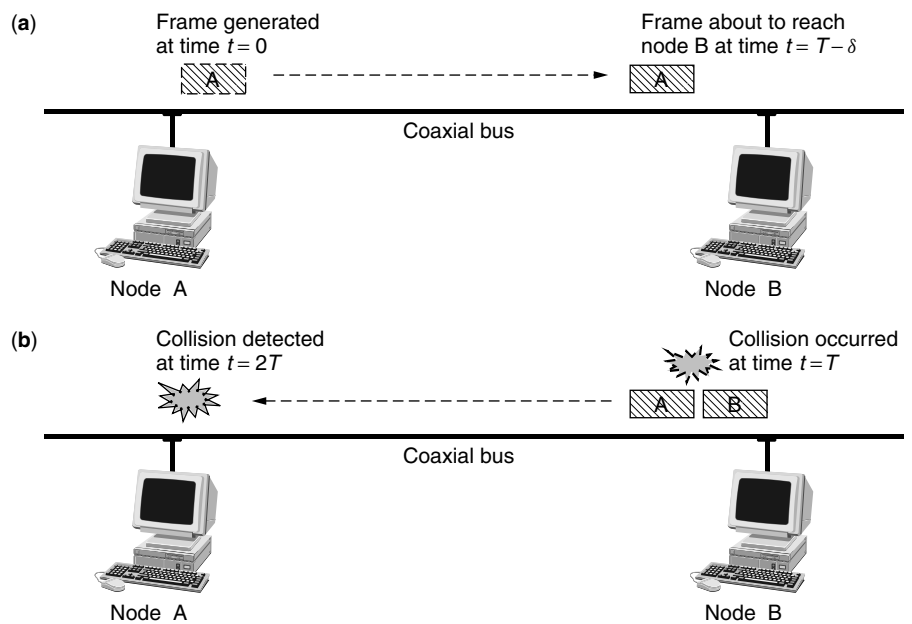 (a)
Frame generated
at time t = 0
Frame about to reach
node B at time t = T – δ
A
A
Coaxial bus
Node A
Node B
(b)
Collision detected
at time t = 2T
Collision occurred
at time t = T
A
B
Coaxial bus
Node A
Node B